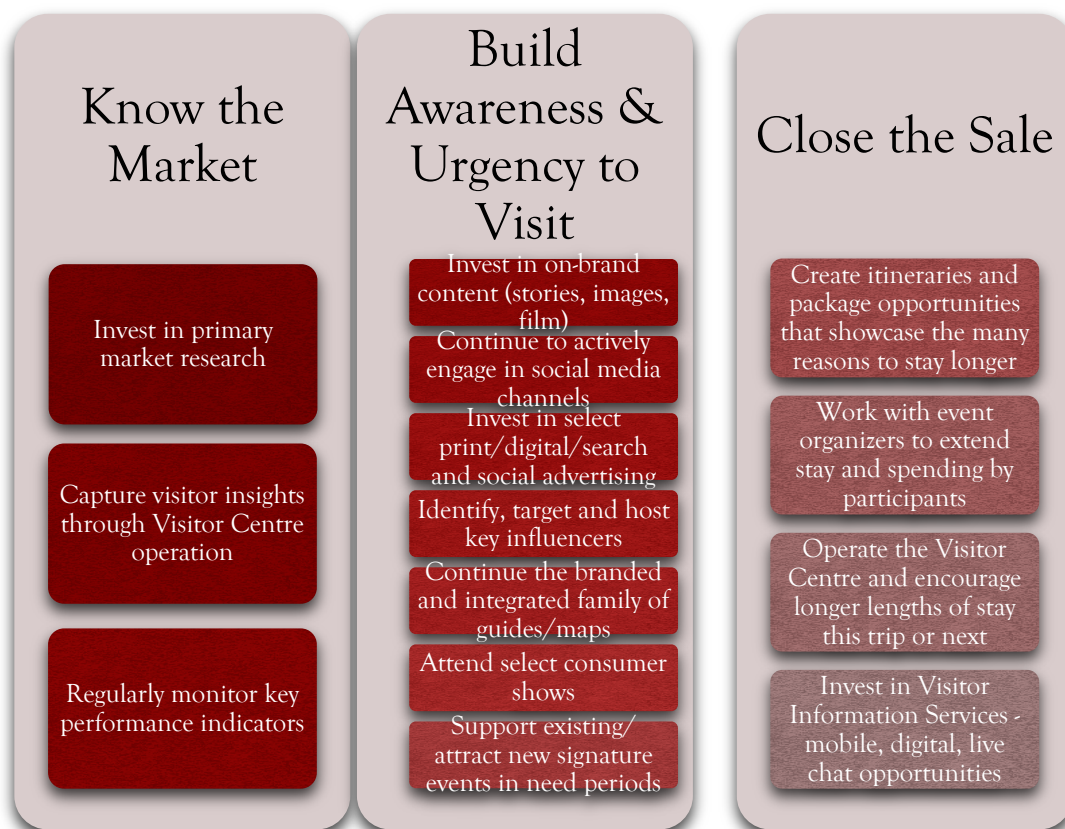 Know the
Market
Invest in primary
market research
Capture visitor insights
through Visitor Centre
operation
Regularly monitor key
performance indicators
Build
Awareness &
Urgency to
Visit
Invest in on-brand
content (stories, images,
film)
Continue to actively
engage in social media
channels
Invest in select
print/digital/search
and social advertising
Identify, target and host
key influencers
Continue the branded
and integrated family of
guides/maps
Attend select consumer
shows
Support existing/
attract new signature
events in need periods
Close the Sale
Create itineraries and
package opportunities
that showcase the many
reasons to stay longer
Work with event
organizers to extend
stay and spending by
participants
Operate the Visitor
Centre and encourage
longer lengths of stay
this trip or next
Invest in Visitor
Information Services -
mobile, digital, live
chat opportunities